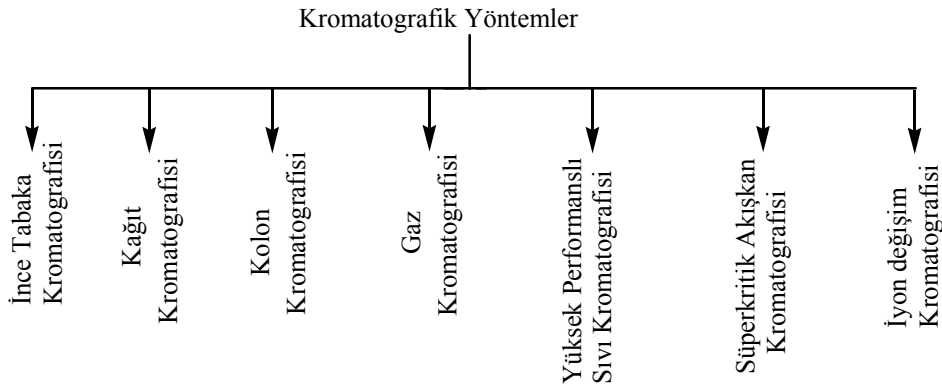 Kromatografik Yöntemler
İnce Tabaka
Kromatografisi
Kağıt
Kromatografisi
Kolon
Kromatografisi
Gaz
Kromatografisi
Yüksek Performanslı
Sıvı Kromatografisi
Süperkritik Akışkan
Kromatografisi
İyon değişim
Kromatografisi